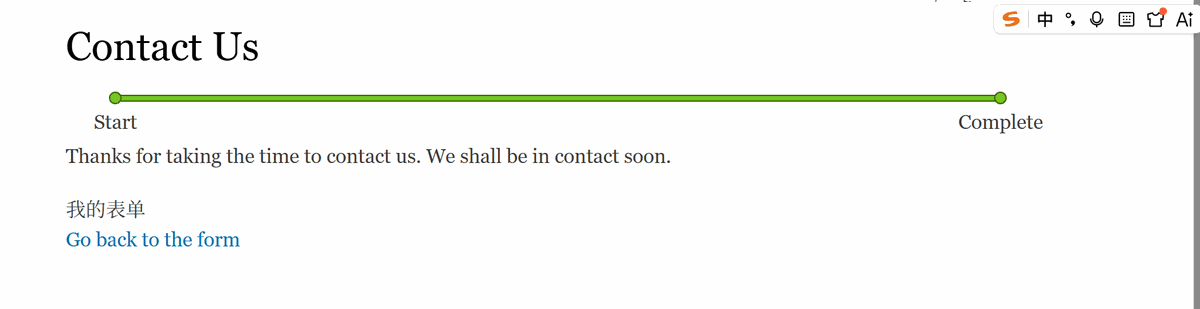 Contact Us
Start
Complete
Thanks for taking the time to contact us. We shall be in contact soon.
我的表单
Go back to the form
中
Ai